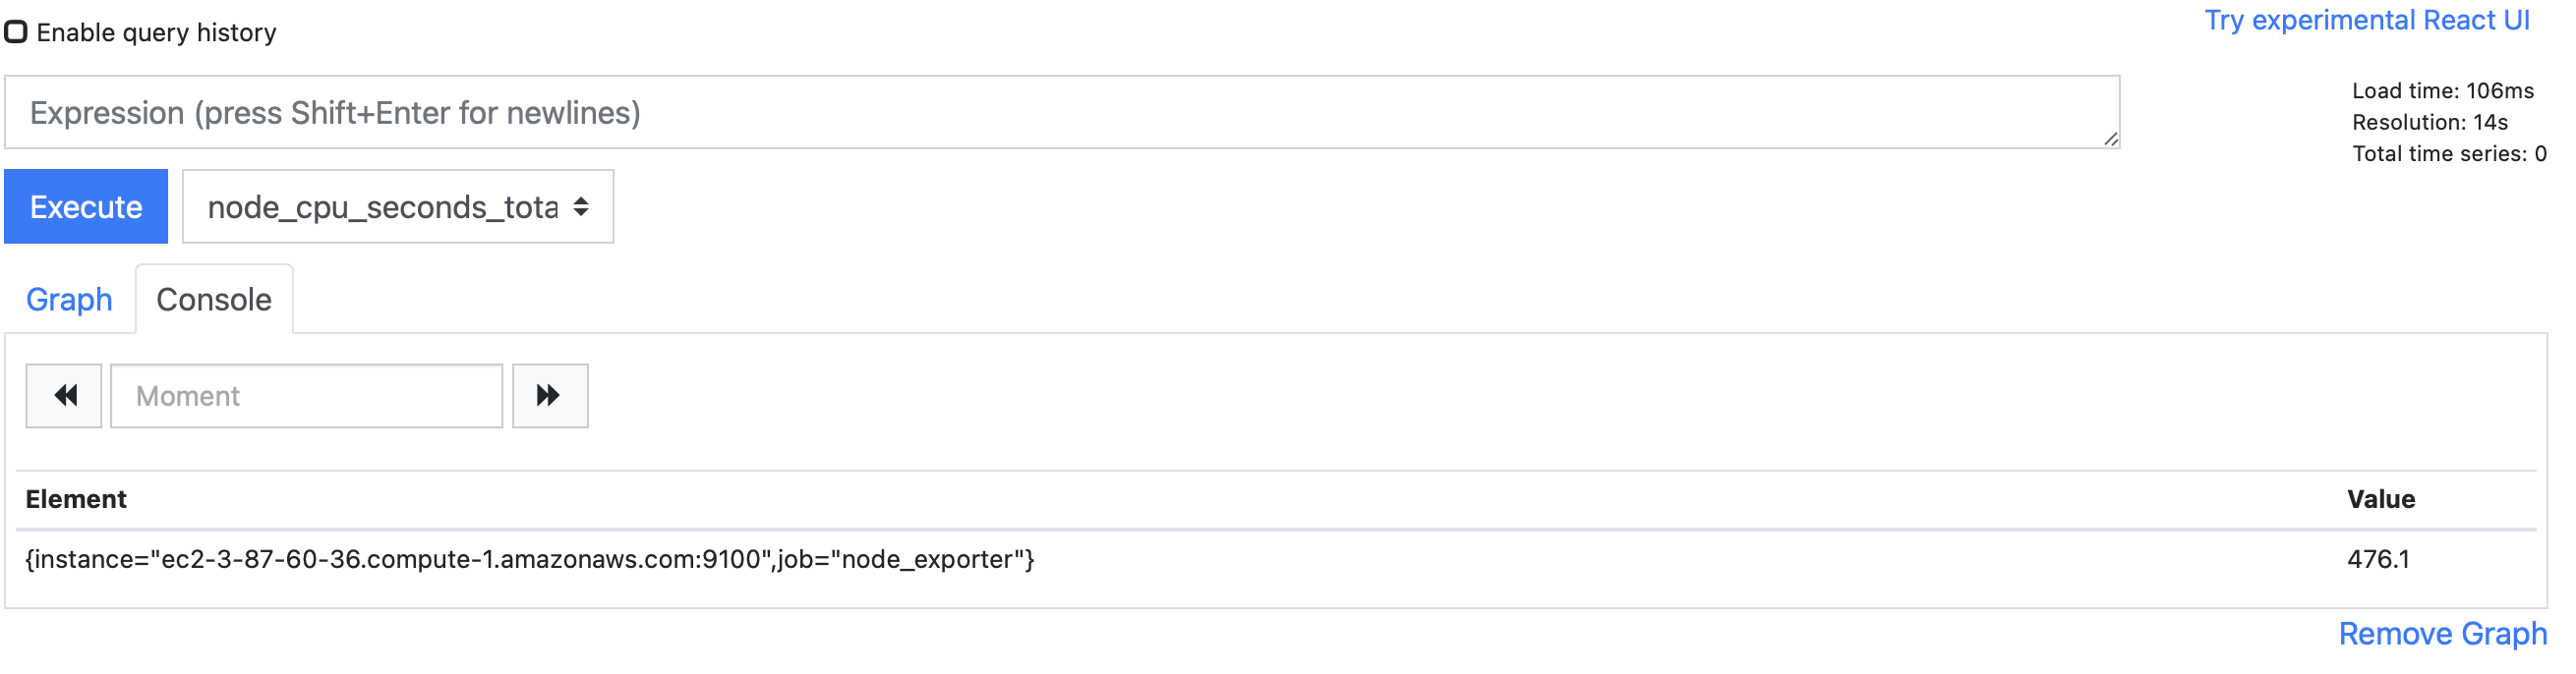 Enable query history
Try experimental React UI
Expression (press Shift+Enter for newlines)
Load time: 106ms
Resolution: 14s
Total time series: 0
Execute
node_cpu_seconds_tota
Graph
Console
Moment
Element
Value
{instance="ec2-3-87-60-36.compute-1.amazonaws.com:9100",job="node_exporter"}
476.1
Remove Graph